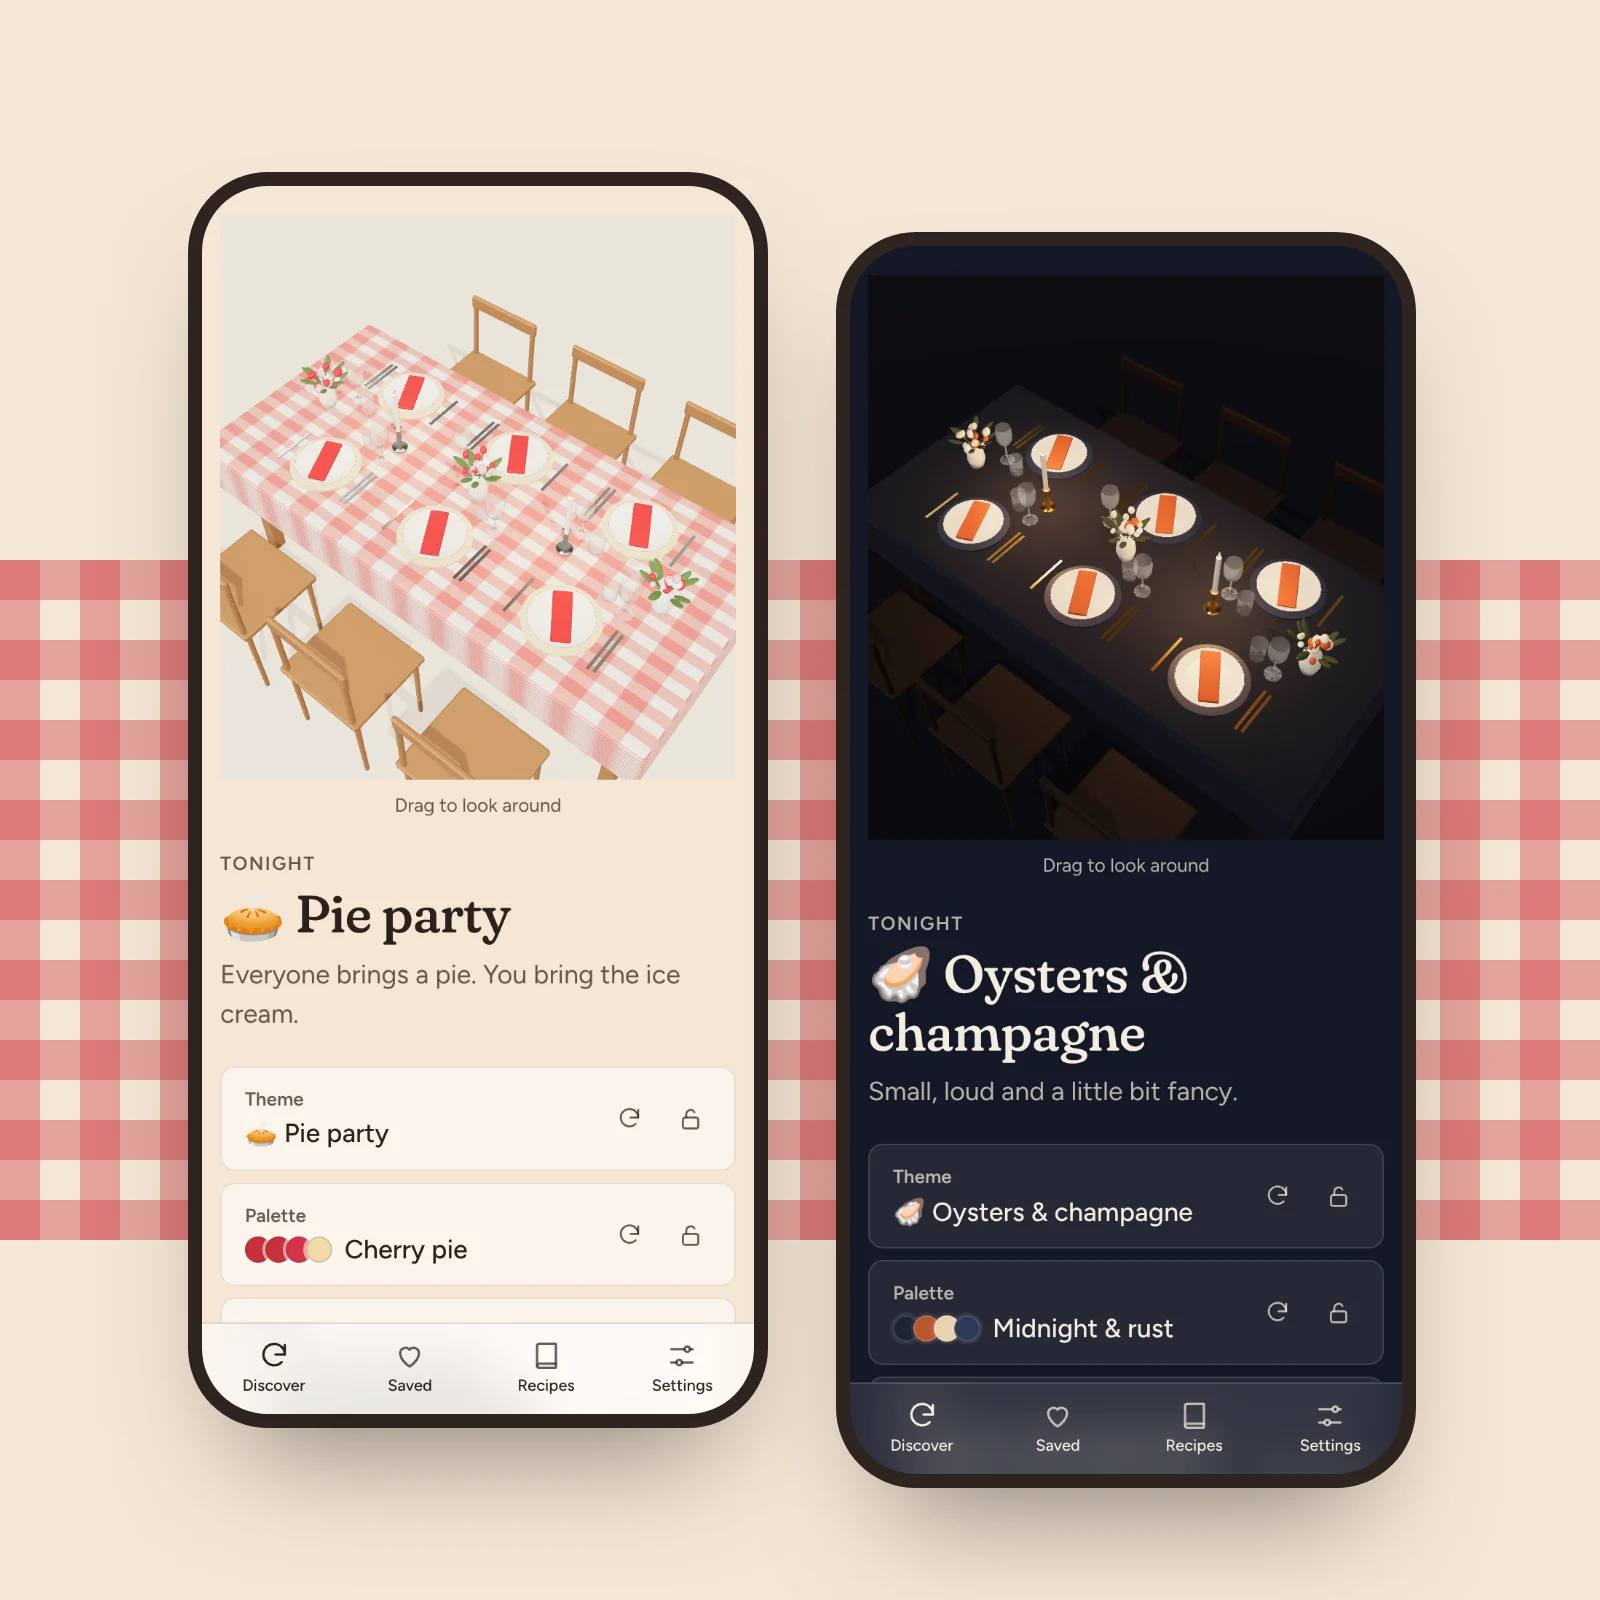 Drag to look around
TONIGHT
Pie party
Everyone brings a pie. You bring the ice
cream.
Theme
Pie party
Palette
Cherry pie
Discover
Saved
Recipes
Settings
Drag to look around
TONIGHT
Oysters &
champagne
Small, loud and a little bit fancy.
Theme
Oysters & champagne
Palette
Midnight & rust
Discover
Saved
Recipes
Settings